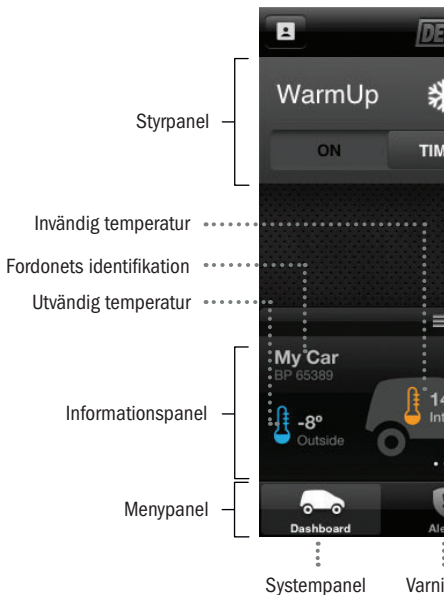 DE
WarmUp
Styrpanel
ON TIM
Invändig temperatur
Fordonets identifikation
Utvändig temperatur
My Car
BP 65389
Informationspanel
14
Int
-8°
Outside
Menypanel
Dashboard Ale
Systempanel Varni